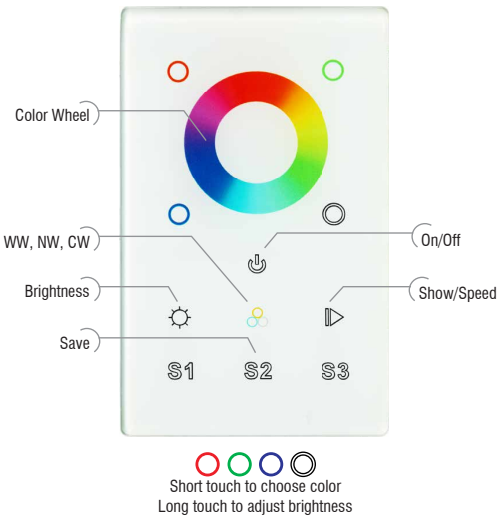 Color Wheel
WW, NW, CW
On/Off
Brightness
Show/Speed
Save
S1 S2 S3
Short touch to choose color
Long touch to adjust brightness